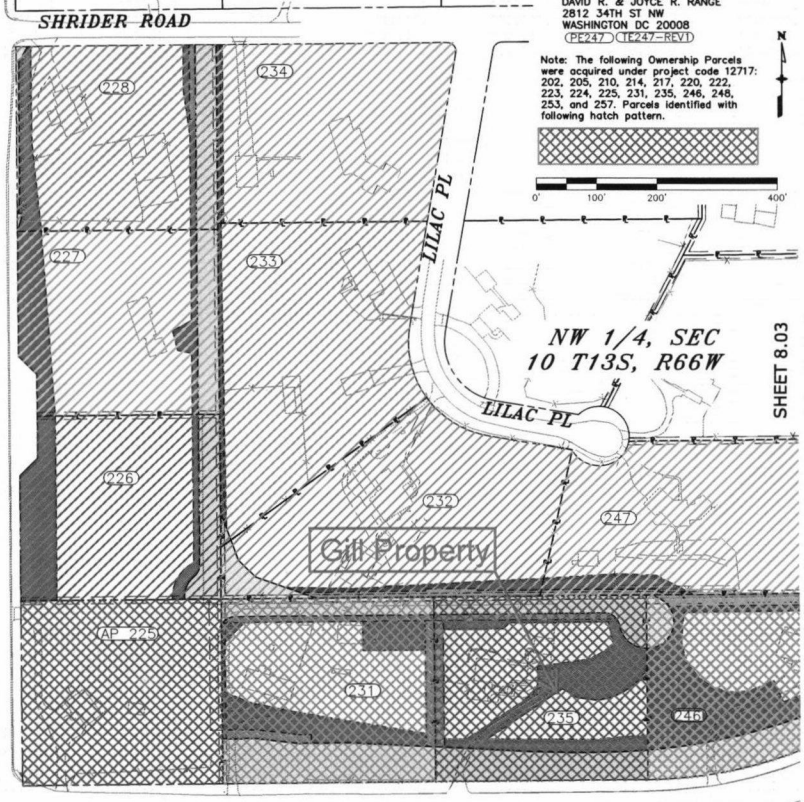 SHRIDER ROAD
DAVID R. & JOYCE R. RANGE
2812 34TH ST NW
WASHINGTON DC 20008
PE247 TE247-REV1
N
Note: The following Ownership Parcels
were acquired under project code 12717:
202, 205, 210, 214, 217, 220, 222,
223, 224, 225, 231, 235, 246, 248,
253, and 257. Parcels identified with
following hatch pattern.
0' 100' 200' 400'
228
234
LILAC PL
227
233
NW 1/4, SEC
10 T13S, R66W
SHEET 8.03
LILAC PL
226
232
247
Gill Property
AP 225
231
235
246